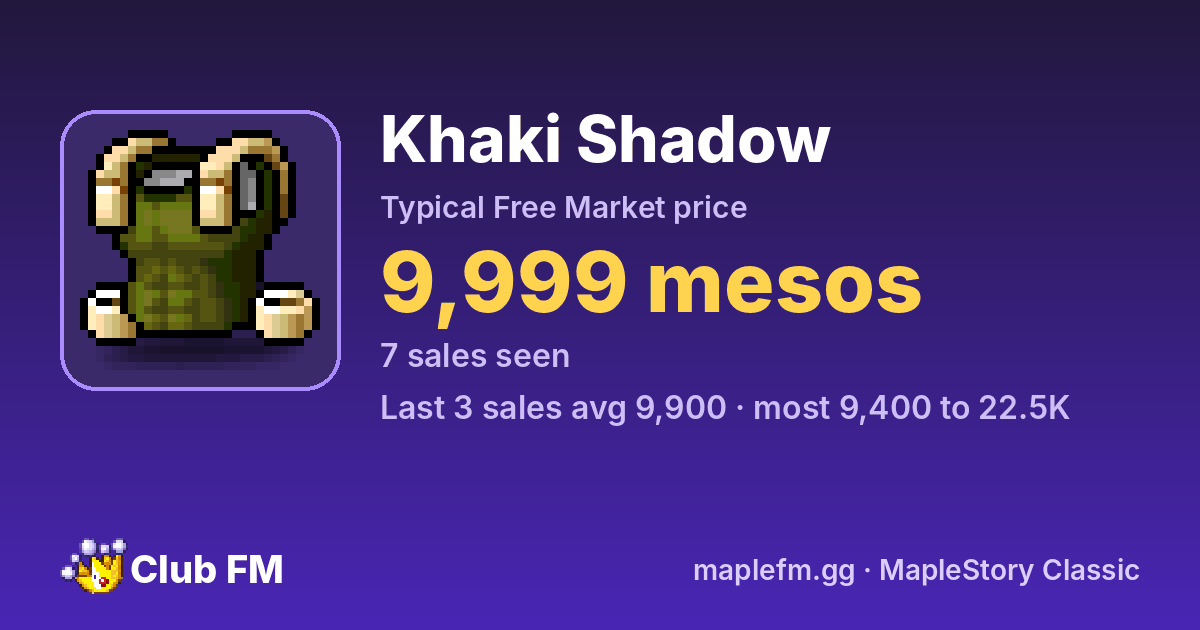 Khaki Shadow
Typical Free Market price
9,999 mesos
7 sales seen
Last 3 sales avg 9,900 · most 9,400 to 22.5K
Club FM
maplefm.gg · MapleStory Classic